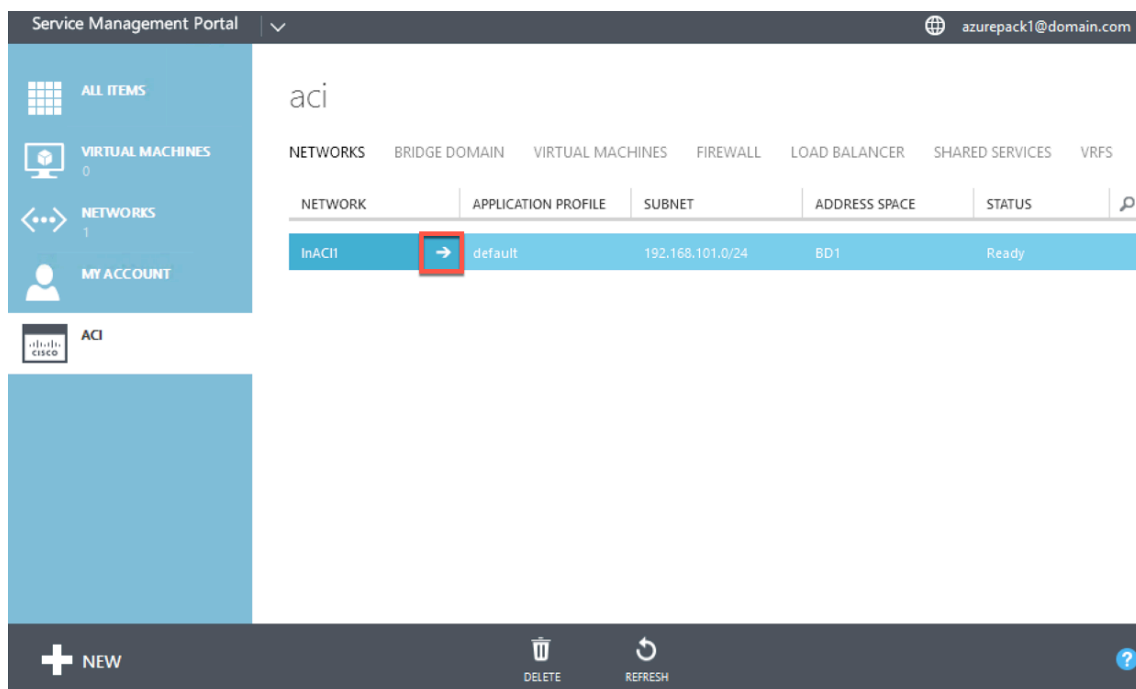 Service Management Portal
azurepack1@domain.com
ALL ITEMS
VIRTUAL MACHINES
0
NETWORKS
1
MY ACCOUNT
CISCO
ACI
aci
NETWORKS BRIDGE DOMAIN VIRTUAL MACHINES FIREWALL LOAD BALANCER SHARED SERVICES VRFS
NETWORK APPLICATION PROFILE SUBNET ADDRESS SPACE STATUS
InACI1 default 192.168.101.0/24 BD1 Ready
NEW
DELETE
REFRESH
?